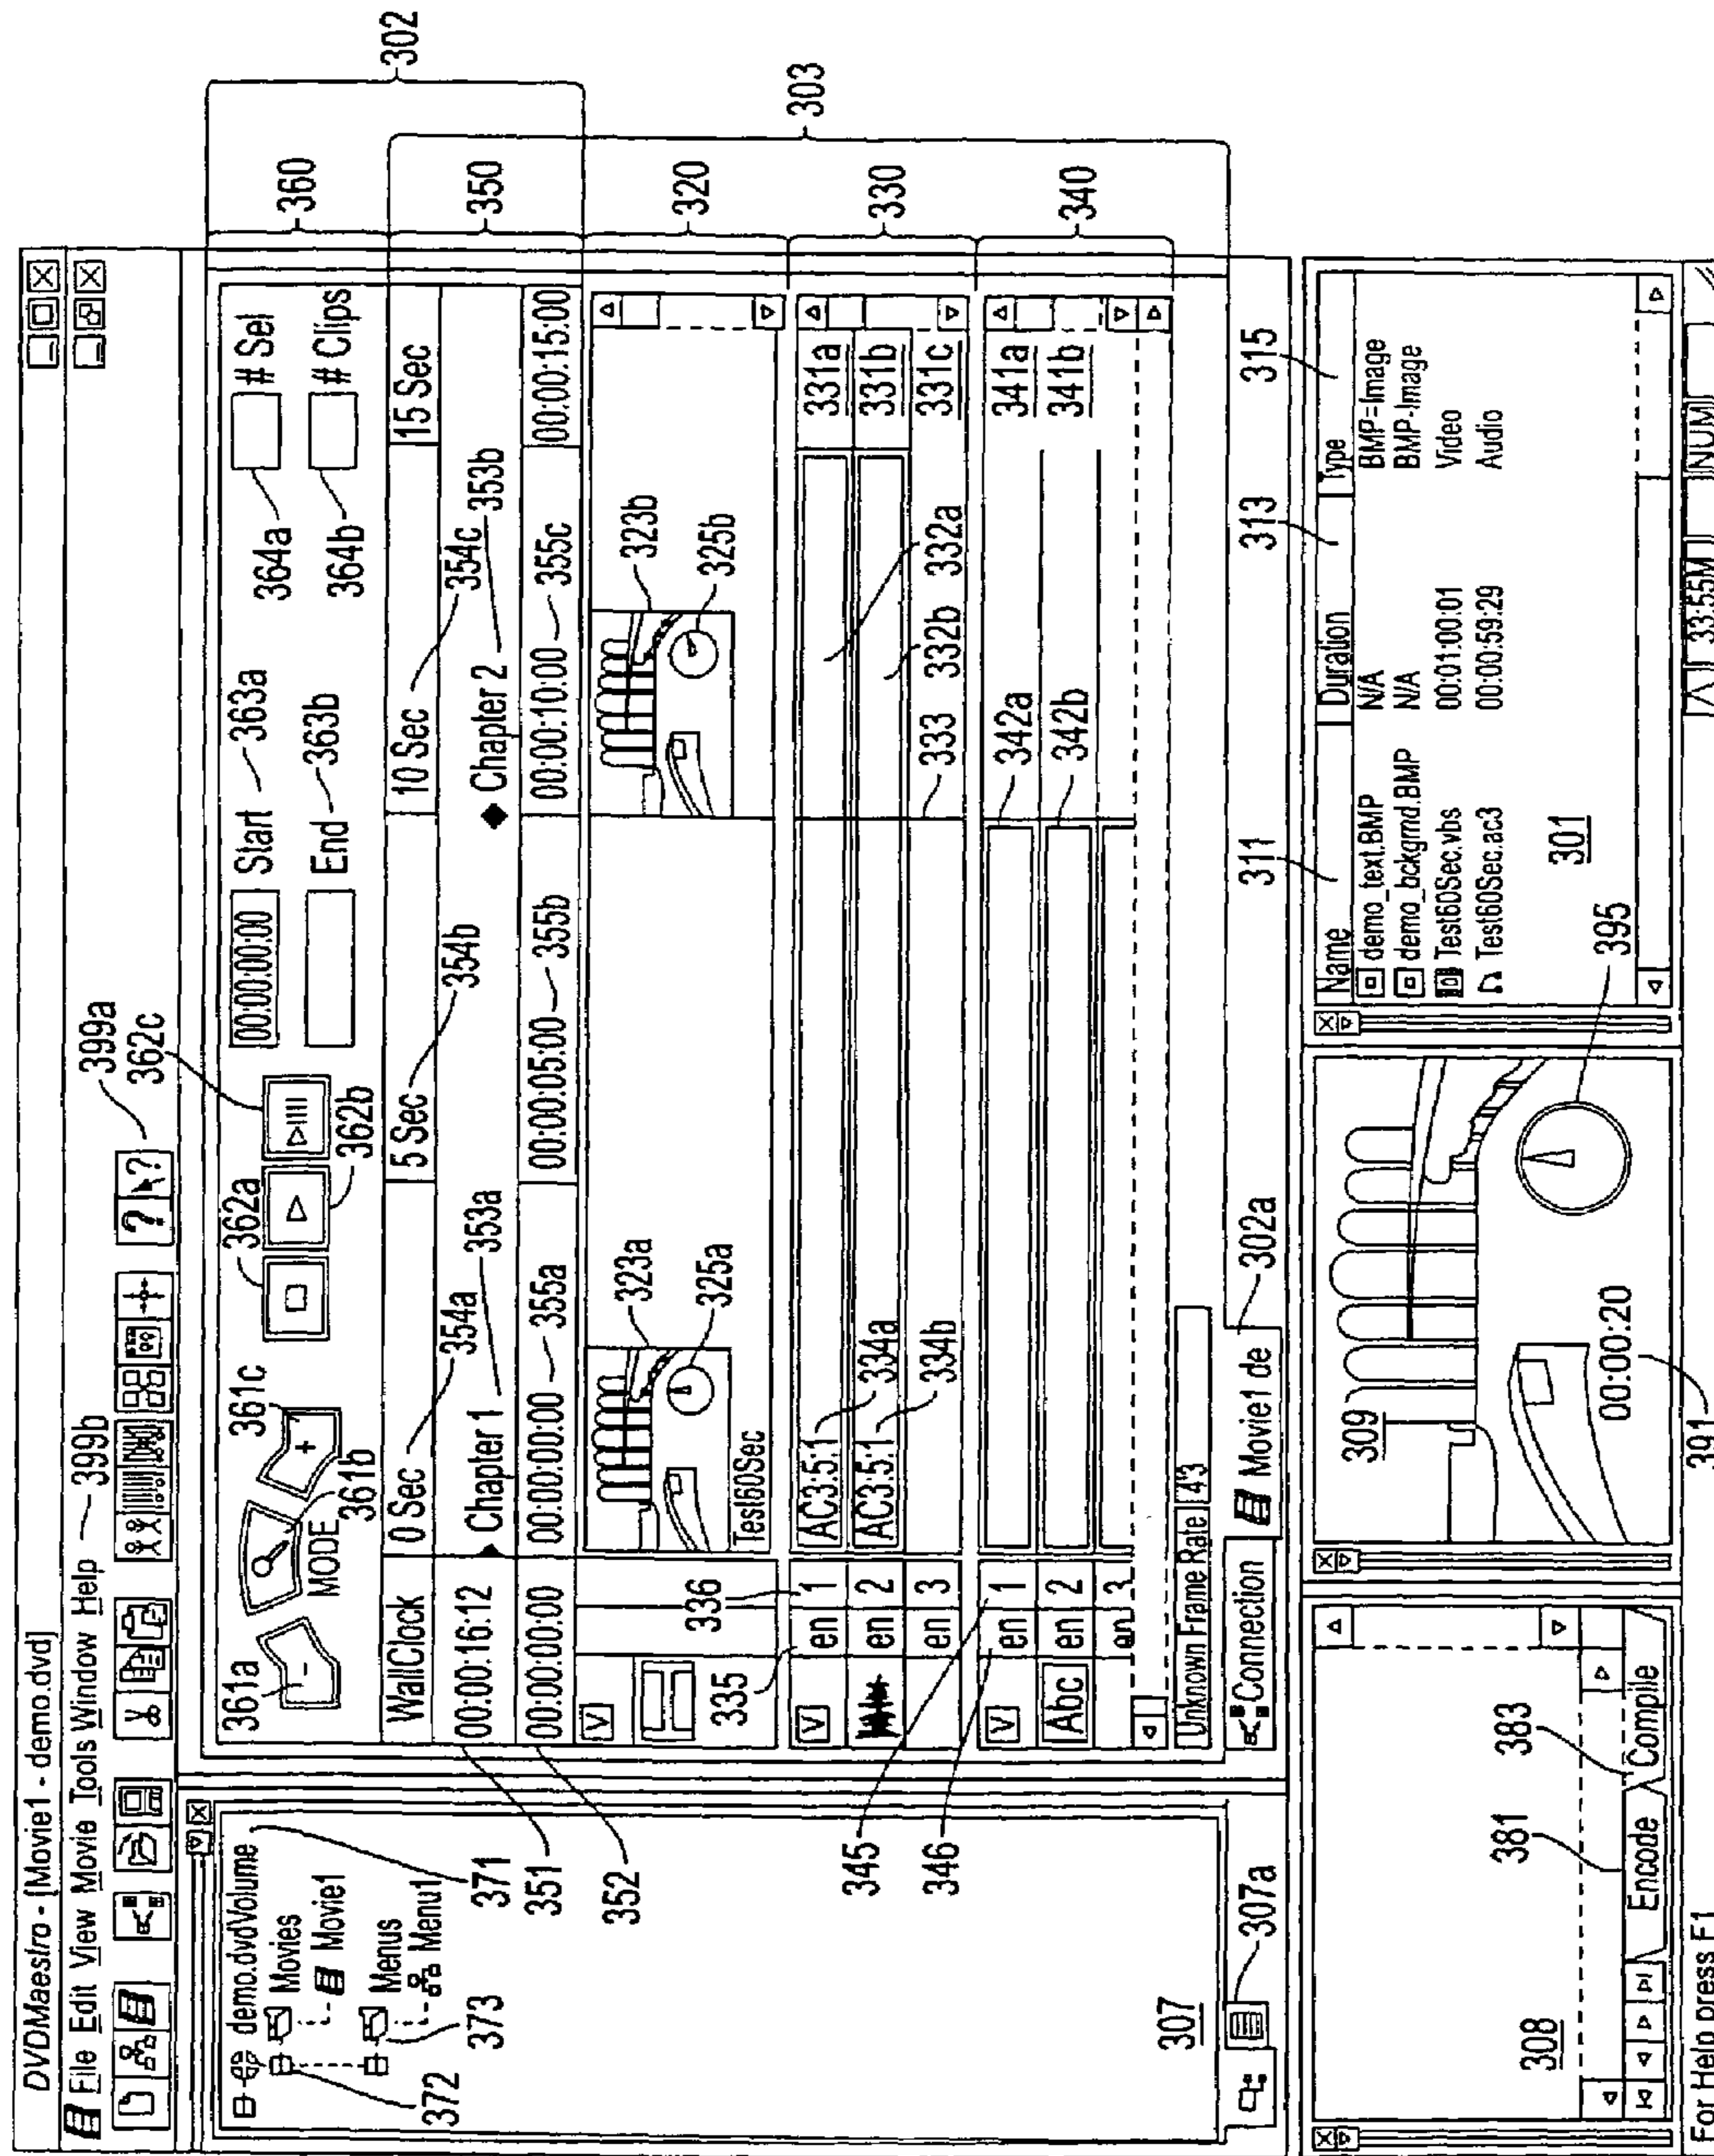 DVDMaestro - [Movie1 - demo.dvd]
File Edit View Movie Tools Window Help 399b
399a
362c
361a
361b
361c
MODE
362a
362b
00:00:00:00 Start 363a
End 363b
364a # Sel
364b # Clips
360
302
WallClock 0 Sec 354a 5 Sec 354b 10 Sec 354c 15 Sec
00:00:16:12 Chapter 1 353a Chapter 2 353b
00:00:00:00 00:00:00:00 355a 00:00:05:00 355b 00:00:10:00 355c 00:00:15:00
350
303
V
323a
325a
Test60Sec
323b
325b
320
335
336
V en 1 AC3:5:1 334a 331a
en 2 AC3:5:1 334b 331b
en 3 333 332b 332a 331c
330
V en 1 342a 341a
Abc en 2 342b 341b
en 3
340
345
346
Unknown Frame Rate 4:3
Connection Movie1 de 302a
demo.dvdVolume
Movies
Movie1
Menus
Menu1
371
372
373
351
352
307
307a
308
381
383
Encode Compile
309
00:00:20
391
395
311 313 315
Name Duration Type
demo_text.BMP N/A BMP=Image
demo_bckgrnd.BMP N/A BMP-Image
Test60Sec.vbs 00:01:00:01 Video
Test60Sec.ac3 00:00:59:29 Audio
301
For Help press F1 33:55M NUM